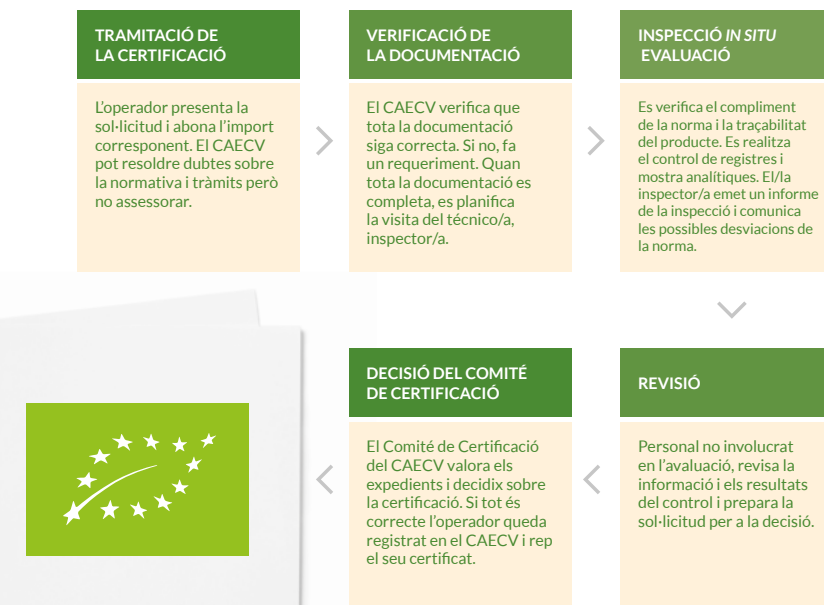 TRAMITACIÓ DE
LA CERTIFICACIÓ
L'operador presenta la
sol·licitud i abona l'import
corresponent. El CAECV
pot resoldre dubtes sobre
la normativa i tràmits però
no assessorar.
VERIFICACIÓ DE
LA DOCUMENTACIÓ
El CAECV verifica que
tota la documentació
siga correcta. Si no, fa
un requeriment. Quan
tota la documentació es
completa, es planifica
la visita del técnico/a,
inspector/a.
INSPECCIÓ IN SITU
EVALUACIÓ
Es verifica el compliment
de la norma i la traçabilitat
del producte. Es realitza
el control de registres i
mostra analítiques. El/la
inspector/a emet un informe
de la inspecció i comunica
les possibles desviacions de
la norma.
REVISIÓ
Personal no involucrat
en l'avaluació, revisa la
informació i els resultats
del control i prepara la
sol·licitud per a la decisió.
DECISIÓ DEL COMITÉ
DE CERTIFICACIÓ
El Comité de Certificació
del CAECV valora els
expedients i decidix sobre
la certificació. Si tot és
correcte l'operador queda
registrat en el CAECV i rep
el seu certificat.